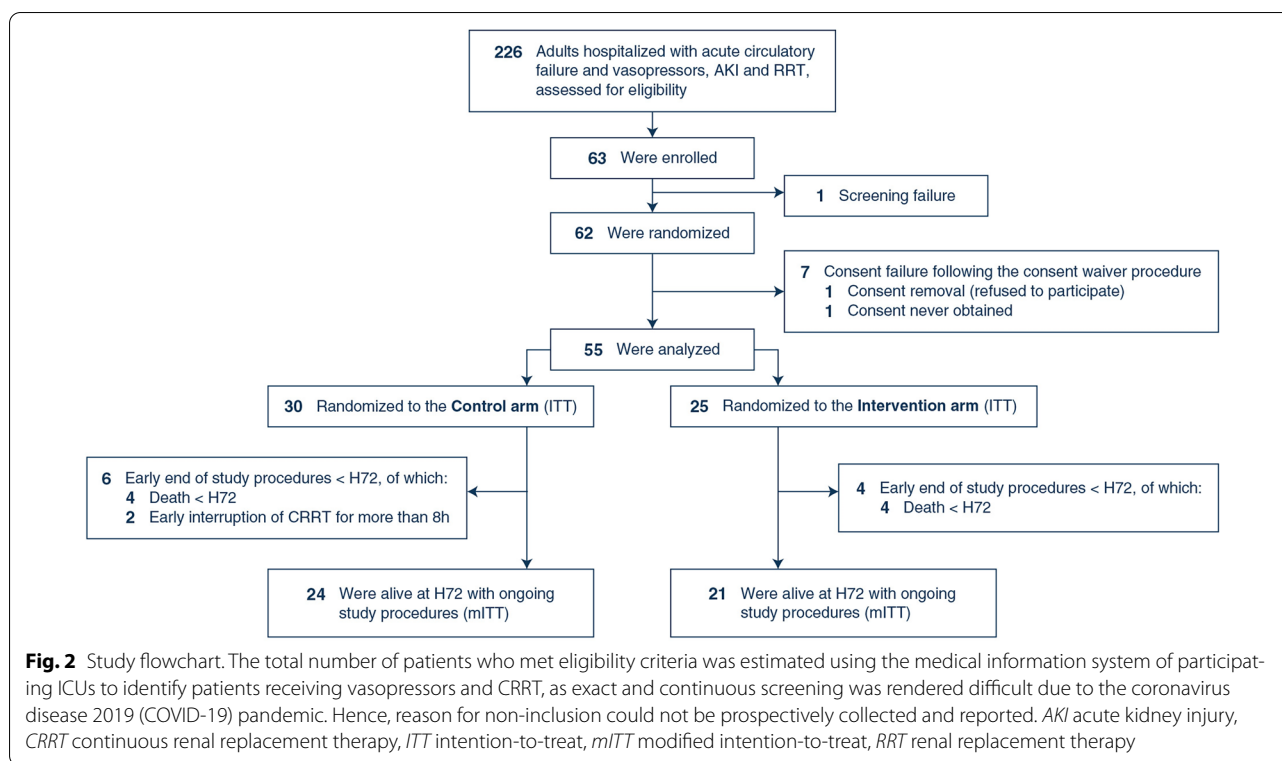 226 Adults hospitalized with acute circulatory
failure and vasopressors, AKI and RRT,
assessed for eligibility
63 Were enrolled
1 Screening failure
62 Were randomized
7 Consent failure following the consent waiver procedure
1 Consent removal (refused to participate)
1 Consent never obtained
55 Were analyzed
30 Randomized to the Control arm (ITT)
25 Randomized to the Intervention arm (ITT)
6 Early end of study procedures < H72, of which:
4 Death < H72
2 Early interruption of CRRT for more than 8h
4 Early end of study procedures < H72, of which:
4 Death < H72
24 Were alive at H72 with ongoing
study procedures (mITT)
21 Were alive at H72 with ongoing
study procedures (mITT)
Fig. 2 Study flowchart. The total number of patients who met eligibility criteria was estimated using the medical information system of participat-
ing ICUs to identify patients receiving vasopressors and CRRT, as exact and continuous screening was rendered difficult due to the coronavirus
disease 2019 (COVID-19) pandemic. Hence, reason for non-inclusion could not be prospectively collected and reported. AKI acute kidney injury,
CRRT continuous renal replacement therapy, ITT intention-to-treat, mITT modified intention-to-treat, RRT renal replacement therapy